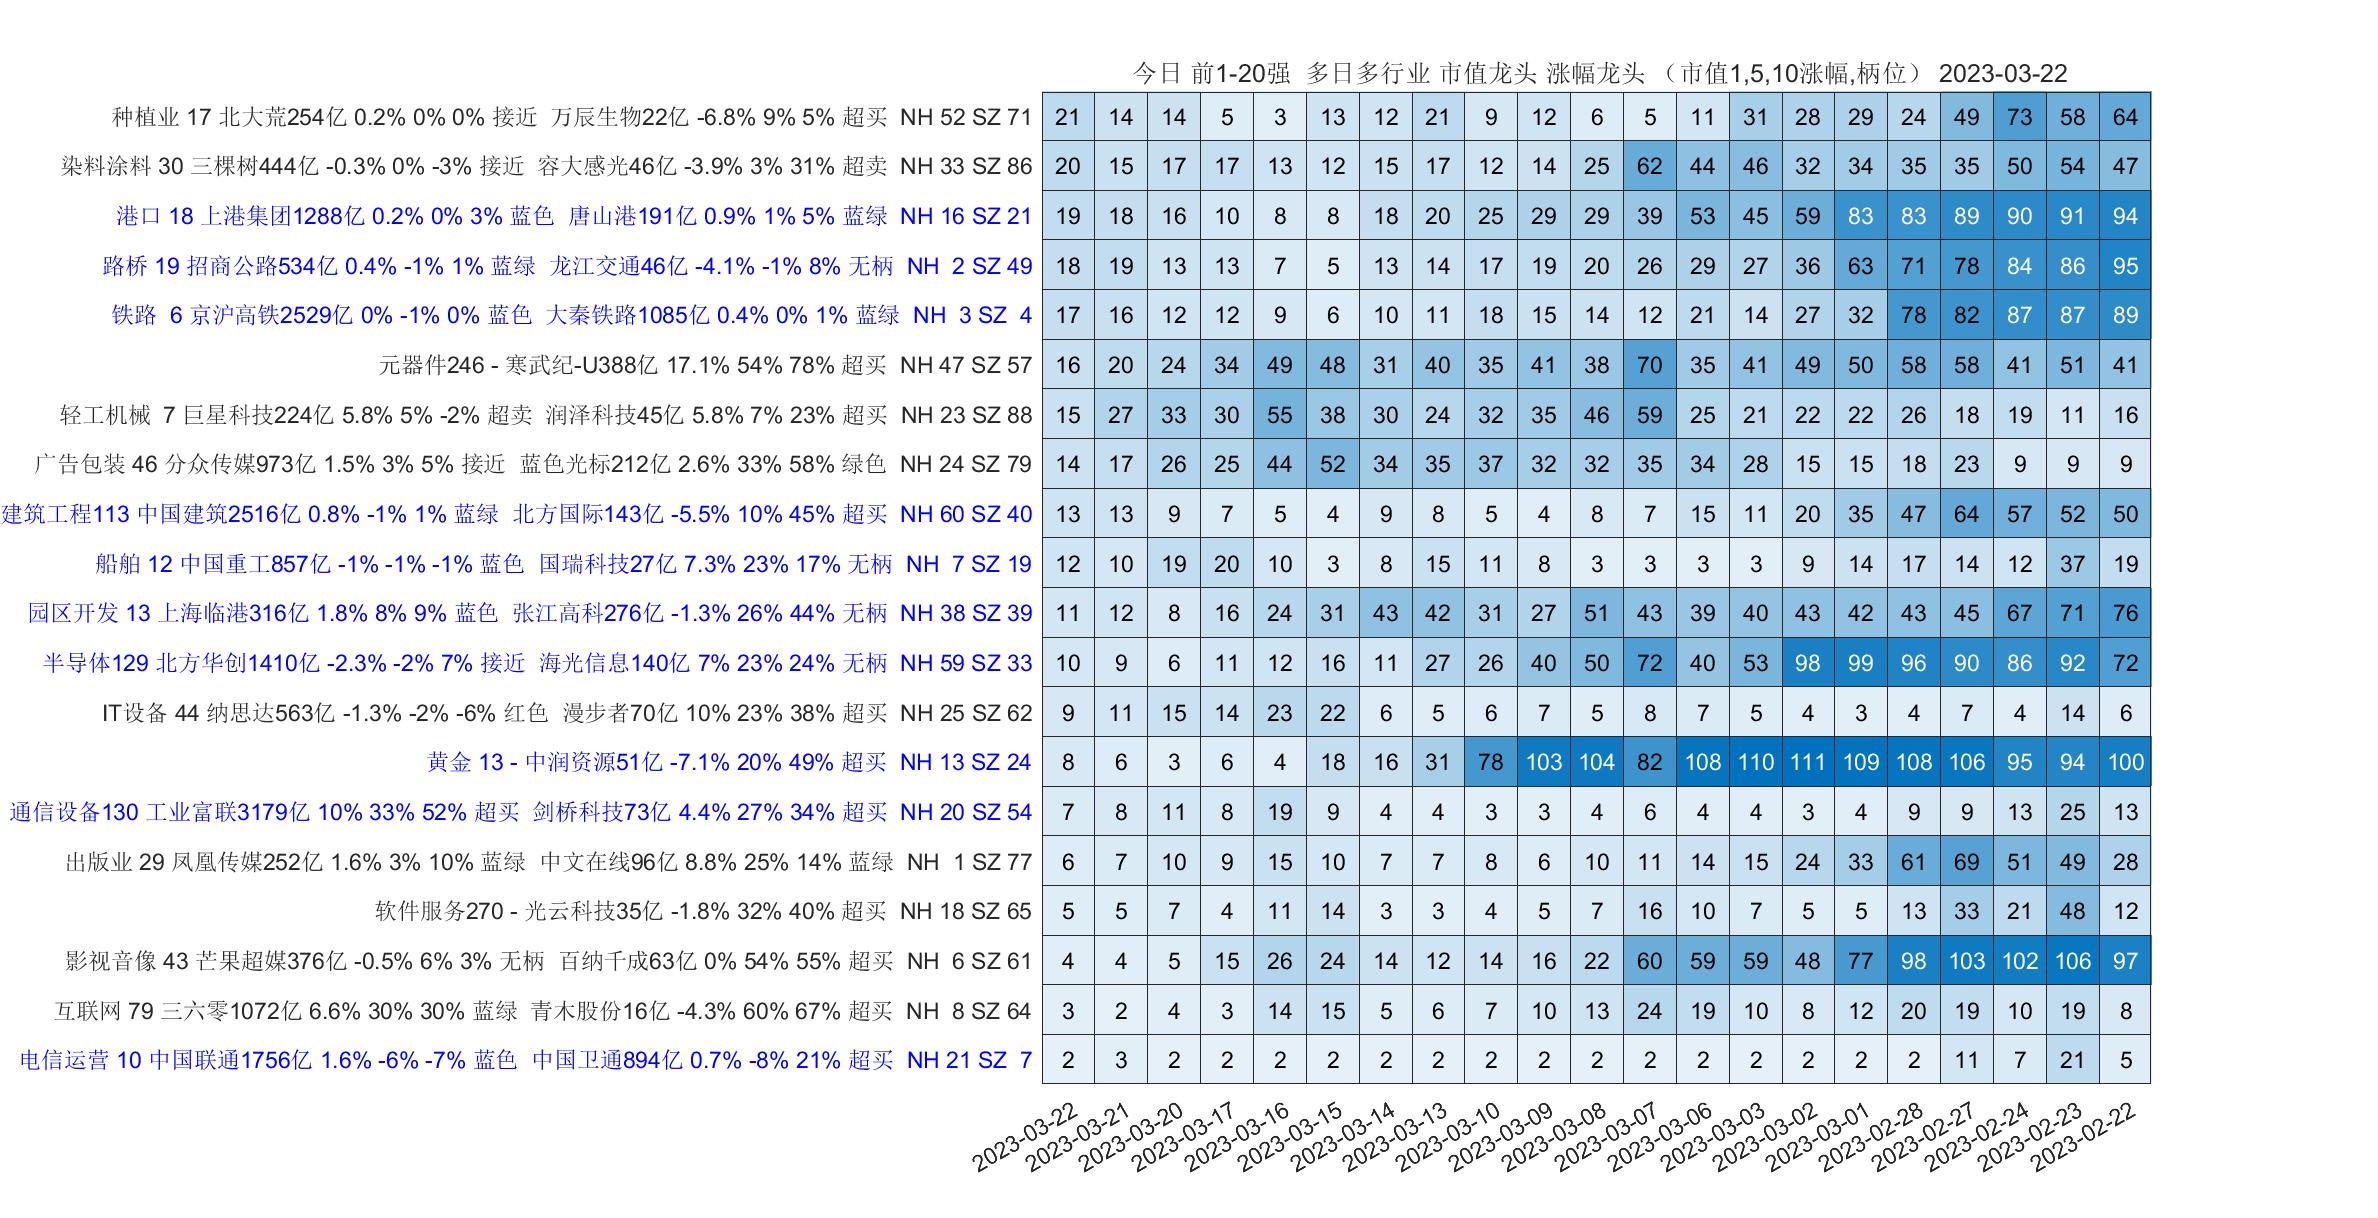 今日 前1-20强 多日多行业 市值龙头 涨幅龙头 （市值1,5,10涨幅,柄位） 2023-03-22
种植业 17 北大荒254亿 0.2% 0% 0% 接近 万辰生物22亿 -6.8% 9% 5% 超买 NH 52 SZ 71 21 14 14 5 3 13 12 21 9 12 6 5 11 31 28 29 24 49 73 58 64
染料涂料 30 三棵树444亿 -0.3% 0% -3% 接近 容大感光46亿 -3.9% 3% 31% 超卖 NH 33 SZ 86 20 15 17 17 13 12 15 17 12 14 25 62 44 46 32 34 35 35 50 54 47
港口 18 上港集团1288亿 0.2% 0% 3% 蓝色 唐山港191亿 0.9% 1% 5% 蓝绿 NH 16 SZ 21 19 18 16 10 8 8 18 20 25 29 29 39 53 45 59 83 83 89 90 91 94
路桥 19 招商公路534亿 0.4% -1% 1% 蓝绿 龙江交通46亿 -4.1% -1% 8% 无柄 NH 2 SZ 49 18 19 13 13 7 5 13 14 17 19 20 26 29 27 36 63 71 78 84 86 95
铁路 6 京沪高铁2529亿 0% -1% 0% 蓝色 大秦铁路1085亿 0.4% 0% 1% 蓝绿 NH 3 SZ 4 17 16 12 12 9 6 10 11 18 15 14 12 21 14 27 32 78 82 87 87 89
元器件246 - 寒武纪-U388亿 17.1% 54% 78% 超买 NH 47 SZ 57 16 20 24 34 49 48 31 40 35 41 38 70 35 41 49 50 58 58 41 51 41
轻工机械 7 巨星科技224亿 5.8% 5% -2% 超卖 润泽科技45亿 5.8% 7% 23% 超买 NH 23 SZ 88 15 27 33 30 55 38 30 24 32 35 46 59 25 21 22 22 26 18 19 11 16
广告包装 46 分众传媒973亿 1.5% 3% 5% 接近 蓝色光标212亿 2.6% 33% 58% 绿色 NH 24 SZ 79 14 17 26 25 44 52 34 35 37 32 32 35 34 28 15 15 18 23 9 9 9
建筑工程113 中国建筑2516亿 0.8% -1% 1% 蓝绿 北方国际143亿 -5.5% 10% 45% 超买 NH 60 SZ 40 13 13 9 7 5 4 9 8 5 4 8 7 15 11 20 35 47 64 57 52 50
船舶 12 中国重工857亿 -1% -1% -1% 蓝色 国瑞科技27亿 7.3% 23% 17% 无柄 NH 7 SZ 19 12 10 19 20 10 3 8 15 11 8 3 3 3 3 9 14 17 14 12 37 19
园区开发 13 上海临港316亿 1.8% 8% 9% 蓝色 张江高科276亿 -1.3% 26% 44% 无柄 NH 38 SZ 39 11 12 8 16 24 31 43 42 31 27 51 43 39 40 43 42 43 45 67 71 76
半导体129 北方华创1410亿 -2.3% -2% 7% 接近 海光信息140亿 7% 23% 24% 无柄 NH 59 SZ 33 10 9 6 11 12 16 11 27 26 40 50 72 40 53 98 99 96 90 86 92 72
IT设备 44 纳思达563亿 -1.3% -2% -6% 红色 漫步者70亿 10% 23% 38% 超买 NH 25 SZ 62 9 11 15 14 23 22 6 5 6 7 5 8 7 5 4 3 4 7 4 14 6
黄金 13 - 中润资源51亿 -7.1% 20% 49% 超买 NH 13 SZ 24 8 6 3 6 4 18 16 31 78 103 104 82 108 110 111 109 108 106 95 94 100
通信设备130 工业富联3179亿 10% 33% 52% 超买 剑桥科技73亿 4.4% 27% 34% 超买 NH 20 SZ 54 7 8 11 8 19 9 4 4 3 3 4 6 4 4 3 4 9 9 13 25 13
出版业 29 凤凰传媒252亿 1.6% 3% 10% 蓝绿 中文在线96亿 8.8% 25% 14% 蓝绿 NH 1 SZ 77 6 7 10 9 15 10 7 7 8 6 10 11 14 15 24 33 61 69 51 49 28
软件服务270 - 光云科技35亿 -1.8% 32% 40% 超买 NH 18 SZ 65 5 5 7 4 11 14 3 3 4 5 7 16 10 7 5 5 13 33 21 48 12
影视音像 43 芒果超媒376亿 -0.5% 6% 3% 无柄 百纳千成63亿 0% 54% 55% 超买 NH 6 SZ 61 4 4 5 15 26 24 14 12 14 16 22 60 59 59 48 77 98 103 102 106 97
互联网 79 三六零1072亿 6.6% 30% 30% 蓝绿 青木股份16亿 -4.3% 60% 67% 超买 NH 8 SZ 64 3 2 4 3 14 15 5 6 7 10 13 24 19 10 8 12 20 19 10 19 8
电信运营 10 中国联通1756亿 1.6% -6% -7% 蓝色 中国卫通894亿 0.7% -8% 21% 超买 NH 21 SZ 7 2 3 2 2 2 2 2 2 2 2 2 2 2 2 2 2 2 11 7 21 5
2023-03-22 2023-03-21 2023-03-20 2023-03-17 2023-03-16 2023-03-15 2023-03-14 2023-03-13 2023-03-10 2023-03-09 2023-03-08 2023-03-07 2023-03-06 2023-03-03 2023-03-02 2023-03-01 2023-02-28 2023-02-27 2023-02-24 2023-02-23 2023-02-22